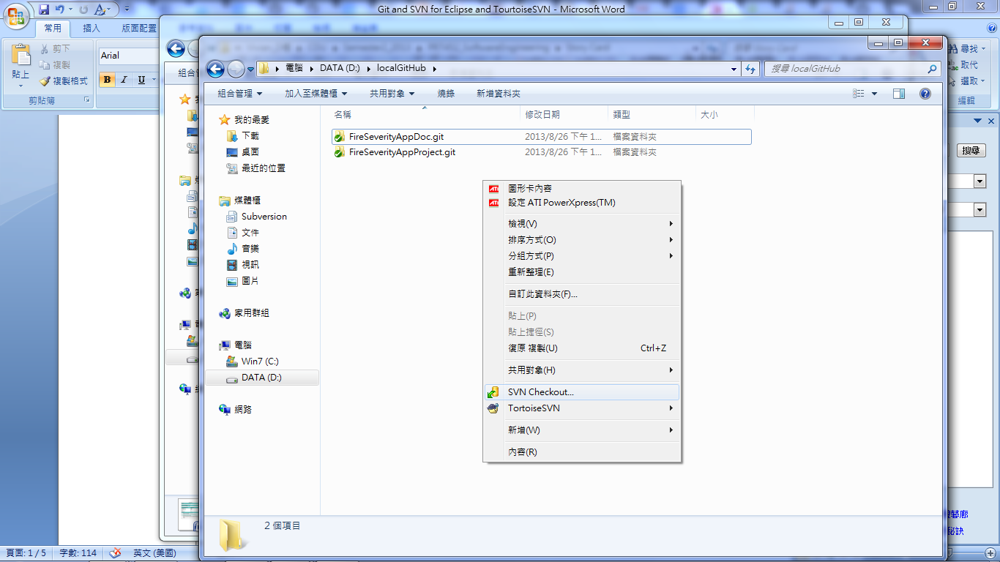 Git and SVN for Eclipse and TourtoiseSVN - Microsoft Word
常用 插入 版面配置
剪下
複製
複製格式
貼上
剪貼簿
Arial
B I U
尋找
取代
選取
編輯
搜尋
組合管理
電腦 DATA (D:) localGitHub
搜尋 localGitHub
組合管理 加入至媒體櫃 共用對象 燒錄 新增資料夾
我的最愛
下載
桌面
最近的位置
媒體櫃
Subversion
文件
音樂
視訊
圖片
家用群組
電腦
Win7 (C:)
DATA (D:)
網路
名稱 修改日期 類型 大小
FireSeverityAppDoc.git 2013/8/26 下午 1... 檔案資料夾
FireSeverityAppProject.git 2013/8/26 下午 1... 檔案資料夾
ATI 圖形卡內容
ATI 設定 ATI PowerXpress(TM)
檢視(V)
排序方式(O)
分組方式(P)
重新整理(E)
自訂此資料夾(F)...
貼上(P)
貼上捷徑(S)
復原 複製(U) Ctrl+Z
共用對象(H)
SVN Checkout...
TortoiseSVN
新增(W)
內容(R)
2 個項目
藝廊
秘訣
頁面: 1 / 5 字數: 114 英文 (美國)